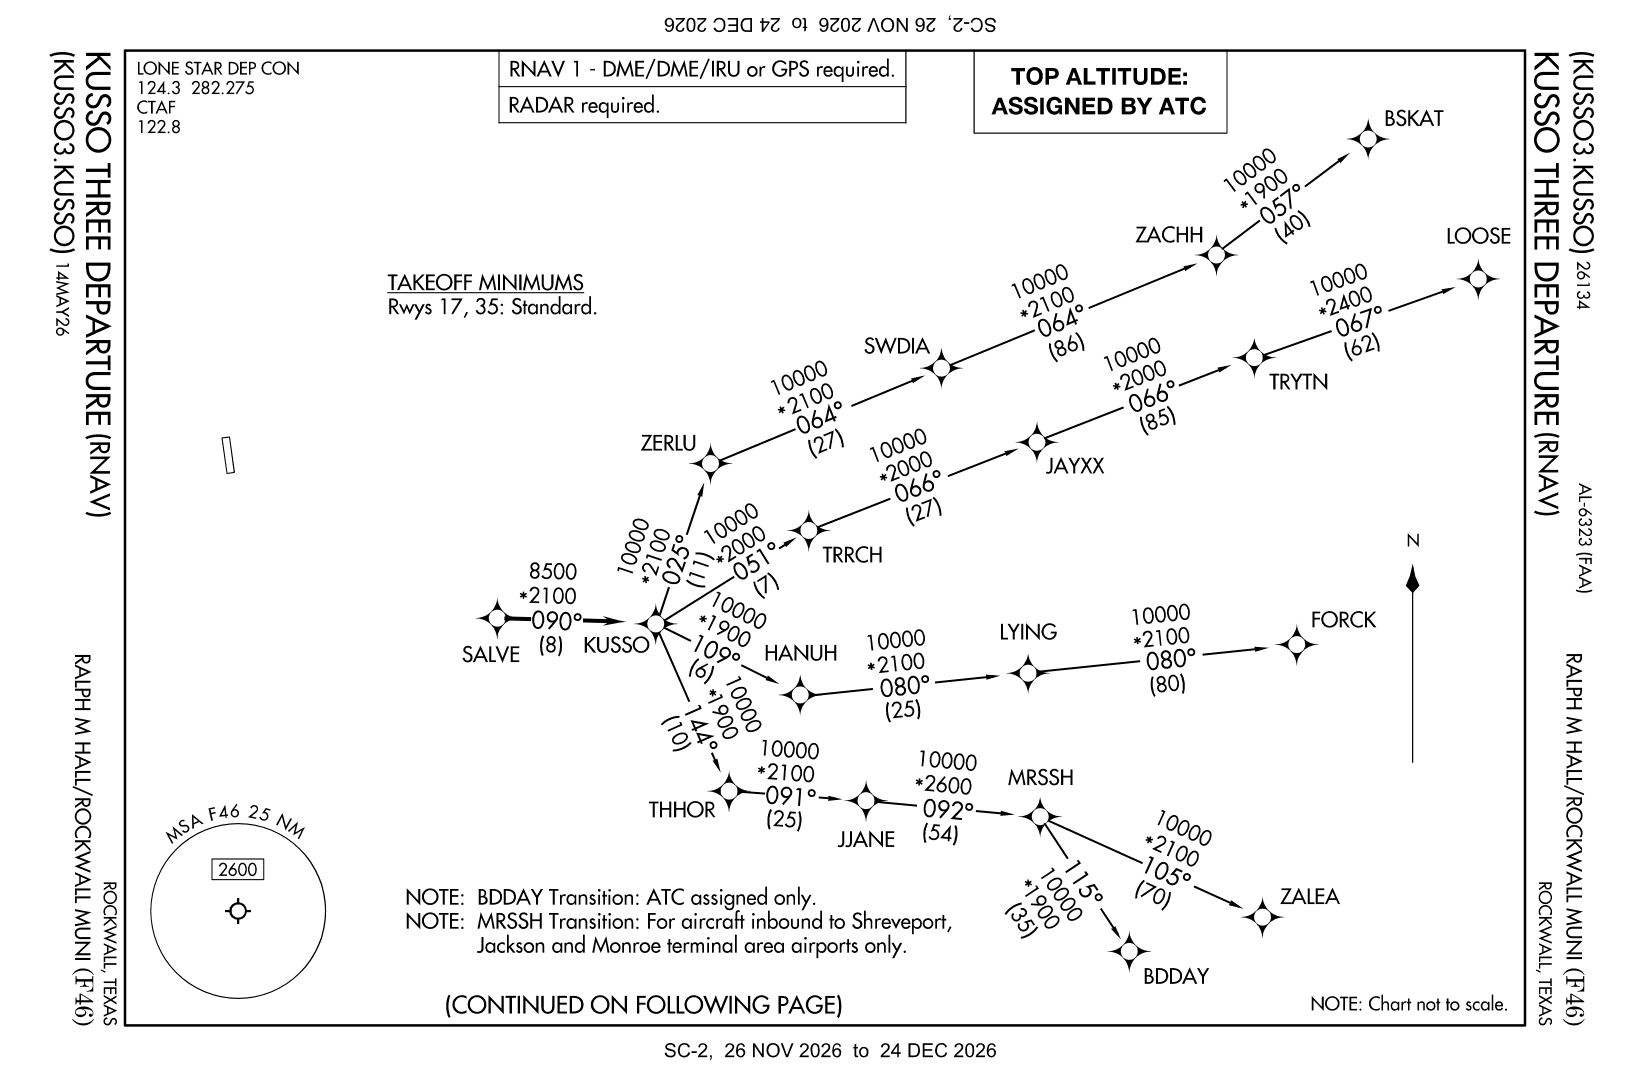 SC-2, 26 NOV 2026 to 24 DEC 2026
KUSSO THREE DEPARTURE (RNAV)
(KUSSO3.KUSSO) 14MAY26
RALPH M HALL/ROCKWALL MUNI (F46)
ROCKWALL, TEXAS
(KUSSO3.KUSSO) 26134
KUSSO THREE DEPARTURE (RNAV)
AL-6323 (FAA)
RALPH M HALL/ROCKWALL MUNI (F46)
ROCKWALL, TEXAS
LONE STAR DEP CON
124.3 282.275
CTAF
122.8
RNAV 1 - DME/DME/IRU or GPS required.
RADAR required.
TOP ALTITUDE:
ASSIGNED BY ATC
BSKAT
10000
*1900
057°
(40)
ZACHH
LOOSE
10000
*2400
067°
(62)
TAKEOFF MINIMUMS
Rwys 17, 35: Standard.
10000
*2100
064°
(86)
SWDIA
TRYTN
10000
*2000
066°
(85)
10000
*2100
064°
(27)
ZERLU
JAYXX
10000
*2000
066°
(27)
TRRCH
10000
*2100
025°
(11)
10000
*2000
051°
(7)
N
8500
*2100
090°
(8)
SALVE
KUSSO
10000
*1900
109°
(6)
HANUH
10000
*2100
080°
(25)
LYING
10000
*2100
080°
(80)
FORCK
10000
*1900
144°
(10)
THHOR
10000
*2100
091°
(25)
JJANE
10000
*2600
092°
(54)
MRSSH
10000
*2100
105°
(70)
ZALEA
115°
10000
*1900
(35)
BDDAY
MSA F46 25 NM
2600
NOTE: BDDAY Transition: ATC assigned only.
NOTE: MRSSH Transition: For aircraft inbound to Shreveport,
Jackson and Monroe terminal area airports only.
(CONTINUED ON FOLLOWING PAGE)
NOTE: Chart not to scale.
SC-2, 26 NOV 2026 to 24 DEC 2026